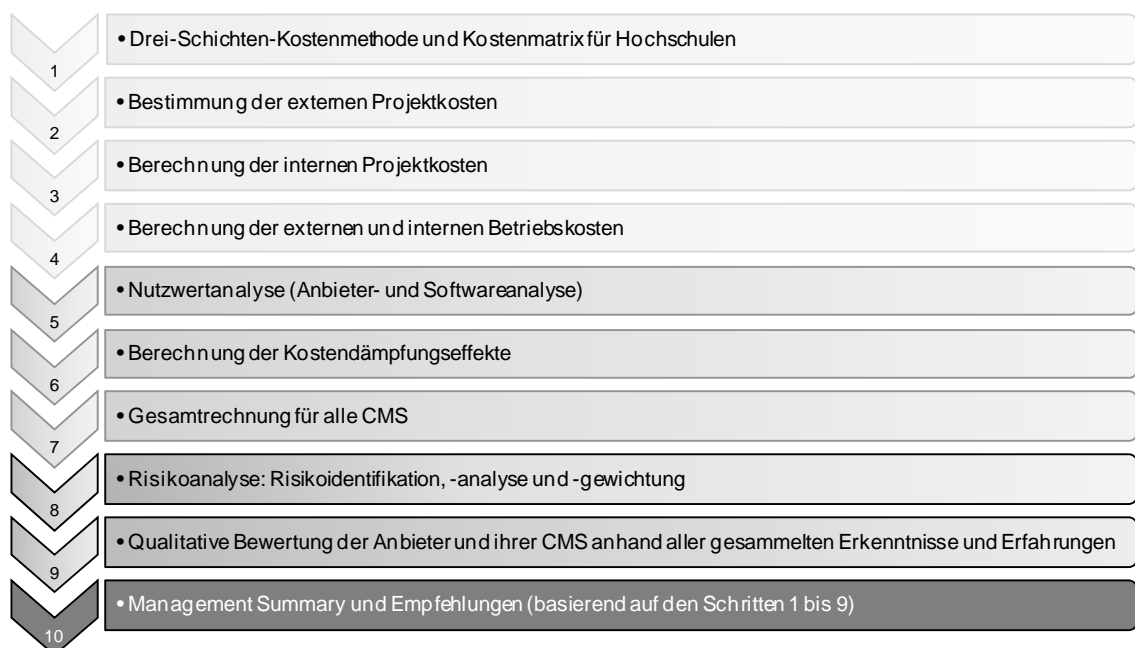 • Drei-Schichten-Kostenmethode und Kostenmatrix für Hochschulen
1
• Bestimmung der externen Projektkosten
2
• Berechnung der internen Projektkosten
3
• Berechnung der externen und internen Betriebskosten
4
• Nutzwertanalyse (Anbieter- und Softwareanalyse)
5
• Berechnung der Kostendämpfungseffekte
6
• Gesamtrechnung für alle CMS
7
• Risikoanalyse: Risikoidentifikation, -analyse und -gewichtung
8
• Qualitative Bewertung der Anbieter und ihrer CMS anhand aller gesammelten Erkenntnisse und Erfahrungen
9
• Management Summary und Empfehlungen (basierend auf den Schritten 1 bis 9)
10